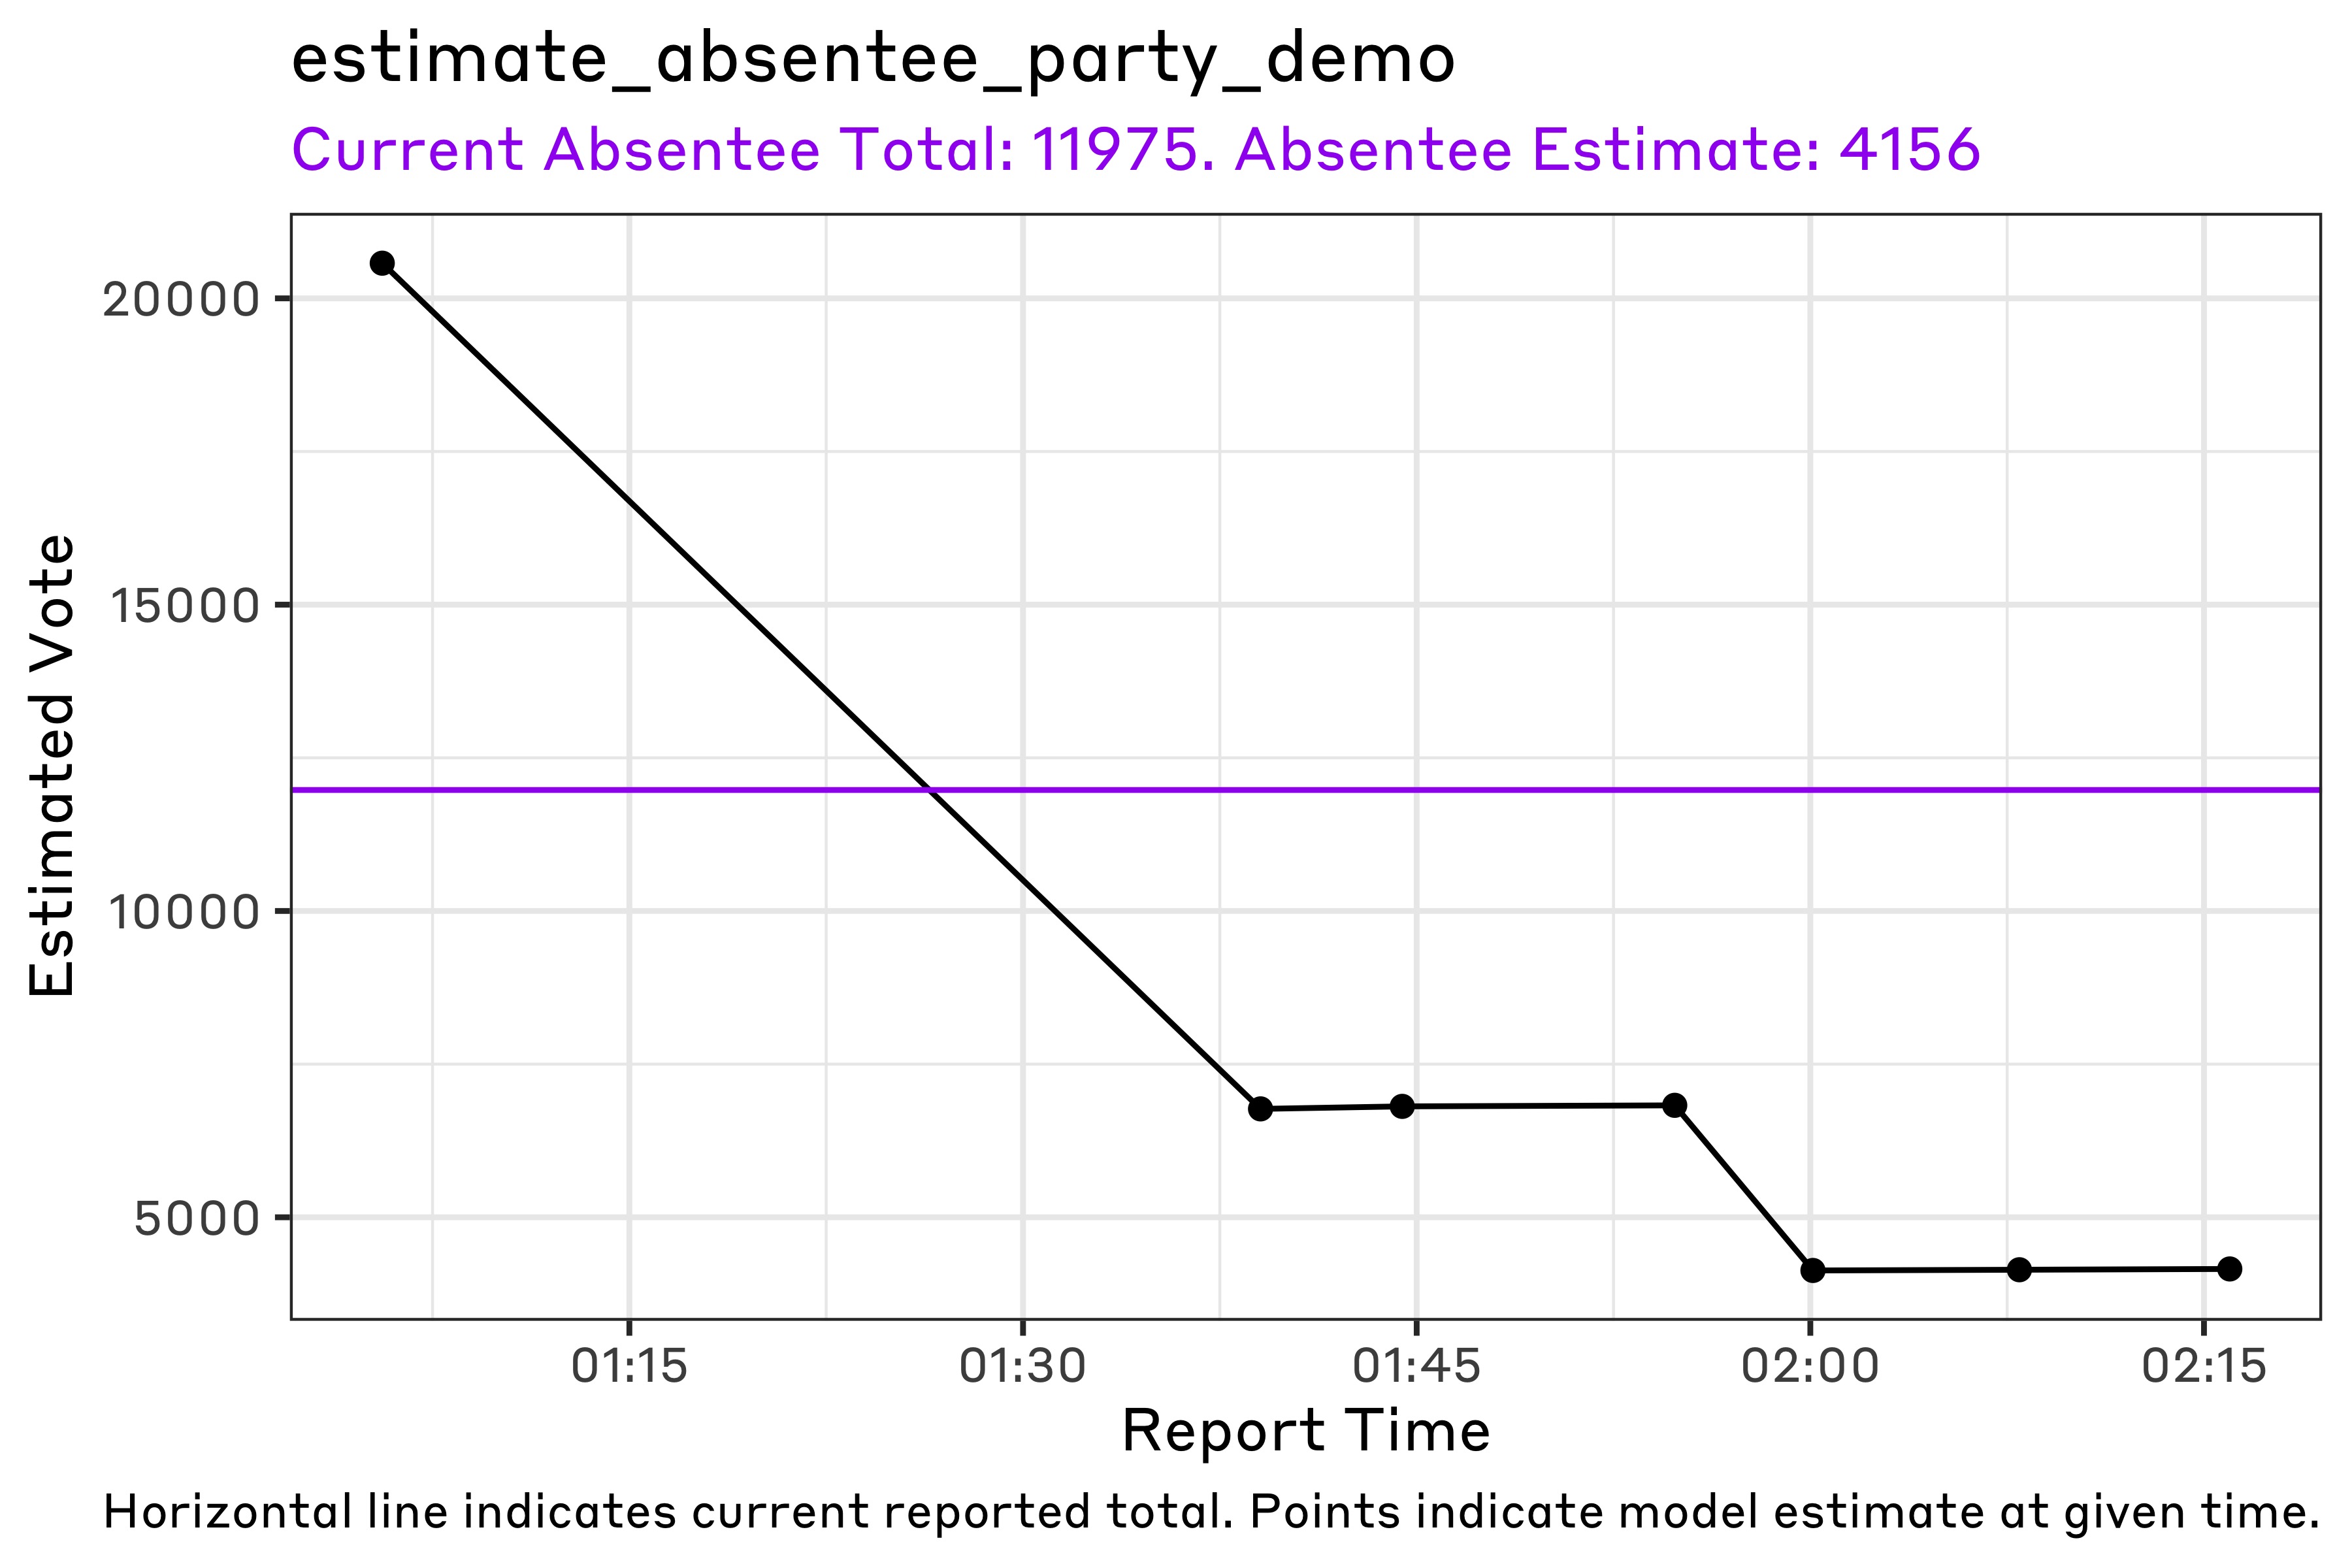 estimate_absentee_party_demo
Current Absentee Total: 11975. Absentee Estimate: 4156
Estimated Vote
20000
15000
10000
5000
01:15 01:30 01:45 02:00 02:15
Report Time
Horizontal line indicates current reported total. Points indicate model estimate at given time.